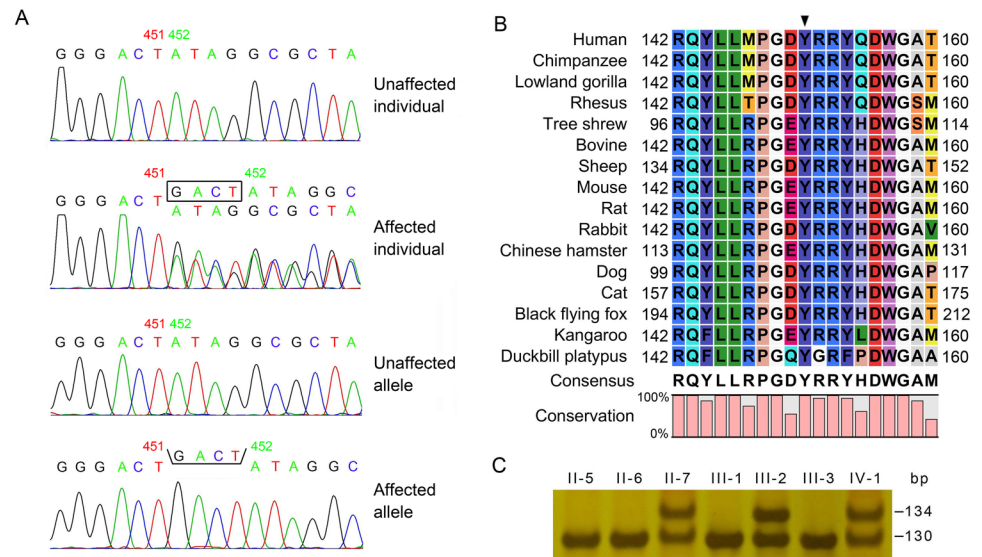 A
451 452
G G G A C T A T A G G C G C T A
Unaffected
individual
451 452
G G G A C T G A C T A T A G G C
A T A G G C G C T A
Affected
individual
451 452
G G G A C T A T A G G C G C T A
Unaffected
allele
451 452
G G G A C T G A C T A T A G G C
Affected
allele
B
Human 142 RQYLLMPGDYRRYQDWGAT 160
Chimpanzee 142 RQYLLMPGDYRRYQDWGAT 160
Lowland gorilla 142 RQYLLMPGDYRRYQDWGAT 160
Rhesus 142 RQYLLTPGDYRRYQDWGSM 160
Tree shrew 96 RQYLLRPGEYRRYHDWGSM 114
Bovine 142 RQYLLRPGEYRRYHDWGAM 160
Sheep 134 RQYLLRPGDYRRYHDWGAT 152
Mouse 142 RQYLLRPGEYRRYHDWGAM 160
Rat 142 RQYLLRPGEYRRYHDWGAM 160
Rabbit 142 RQYLLRPGDYRRYHDWGAV 160
Chinese hamster 113 RQYLLRPGEYRRYHDWGAM 131
Dog 99 RQYLLRPGDYRRYHDWGAP 117
Cat 157 RQYLLRPGDYRRYHDWGAT 175
Black flying fox 194 RQYLLRPGDYRRYHDWGAT 212
Kangaroo 142 RQFLLRPGEYRRYLDWGAM 160
Duckbill platypus 142 RQFLLRPGQYGRFPDWGAA 160
Consensus RQYLLRPGDYRRYHDWGAM
100%
Conservation
0%
C
II-5 II-6 II-7 III-1 III-2 III-3 IV-1 bp
–134
–130